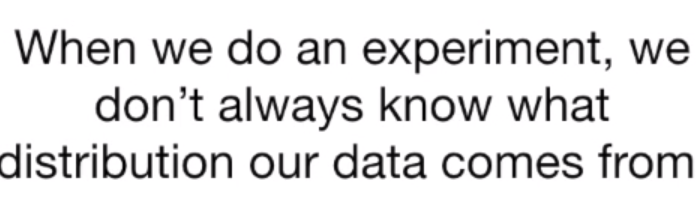 When we do an experiment, we
don’t always know what
distribution our data comes from